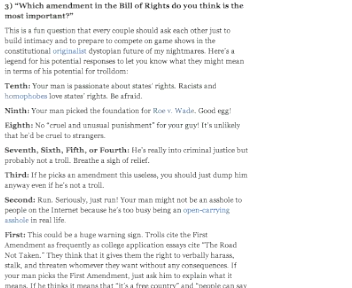 3) “Which amendment in the Bill of Rights do you think is the
most important?”
This is a fun question that every couple should ask each other just to
build intimacy and to prepare to compete on game shows in the
constitutional originalist dystopian future of my nightmares. Here’s a
legend for his potential responses to let you know what they might mean
in terms of his potential for trolldom:
Tenth: Your man is passionate about states’ rights. Racists and
homophobes love states’ rights. Be afraid.
Ninth: Your man picked the foundation for Roe v. Wade. Good egg!
Eighth: No “cruel and unusual punishment” for your guy! It’s unlikely
that he’d be cruel to strangers.
Seventh, Sixth, Fifth, or Fourth: He’s really into criminal justice but
probably not a troll. Breathe a sigh of relief.
Third: If he picks an amendment this useless, you should just dump him
anyway even if he’s not a troll.
Second: Run. Seriously, just run! Your man might not be an asshole to
people on the Internet because he’s too busy being an open-carrying
asshole in real life.
First: This could be a huge warning sign. Trolls cite the First
Amendment as frequently as college application essays cite “The Road
Not Taken.” They think that it gives them the right to verbally harass,
stalk, and threaten whomever they want without any consequences. If
your man picks the First Amendment, just ask him to explain what it
means. If he thinks it means that “it’s a free country” and “people can say